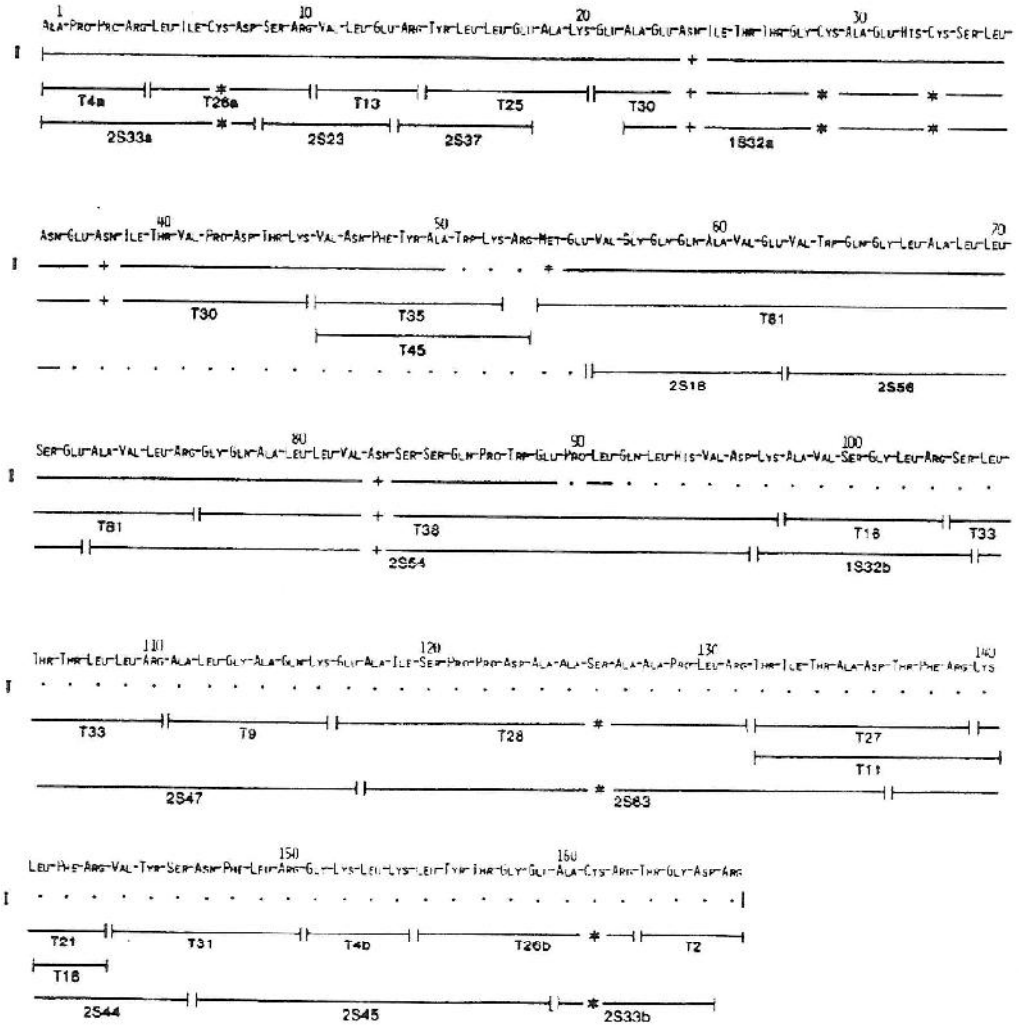 1 10 20 30
ALA-PRO-PRO-ARG-LEU-ILE-CYS-ASP-SER-ARG-VAL-LEU-GLU-ARG-TYR-LEU-LEU-GLU-ALA-LYS-GLU-ALA-GLU-ASN-ILE-THR-THR-GLY-CYS-ALA-GLU-HIS-CYS-SER-LEU-
I +
* + * *
T4a T26a T13 T25 T30
* + * *
2S33a 2S23 2S37 1S32a
40 50 60 70
ASN-GLU-ASN-ILE-THR-VAL-PRO-ASP-THR-LYS-VAL-ASN-PHE-TYR-ALA-TRP-LYS-ARG-MET-GLU-VAL-GLY-GLN-GLN-ALA-VAL-GLU-VAL-TRP-GLN-GLY-LEU-ALA-LEU-LEU-
I + . . . *
+
T30 T35 T81
T45
2S18 2S56
80 90 100
SER-GLU-ALA-VAL-LEU-ARG-GLY-GLN-ALA-LEU-LEU-VAL-ASN-SER-SER-GLN-PRO-TRP-GLU-PRO-LEU-GLN-LEU-HIS-VAL-ASP-LYS-ALA-VAL-SER-GLY-LEU-ARG-SER-LEU-
I +
+
T81 T38 T16 T33
+
2S54 1S32b
110 120 130 140
THR-THR-LEU-LEU-ARG-ALA-LEU-GLY-ALA-GLN-LYS-GLU-ALA-ILE-SER-PRO-PRO-ASP-ALA-ALA-SER-ALA-ALA-PRO-LEU-ARG-THR-ILE-THR-ALA-ASP-THR-PHE-ARG-CYS
I
*
T33 T9 T28 T27
T11
*
2S47 2S63
150 160
LEU-PHE-ARG-VAL-TYR-SER-ASN-PHE-LEU-ARG-GLY-LYS-LEU-LYS-LEU-TYR-THR-GLY-GLU-ALA-CYS-ARG-THR-GLY-ASP-ARG
I
*
T21 T31 T4b T26b T2
T18
*
2S44 2S45 2S33b